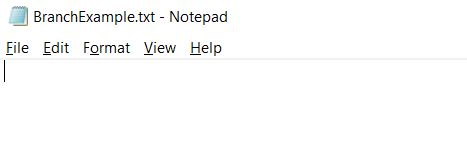 BranchExample.txt - Notepad
File Edit Format View Help